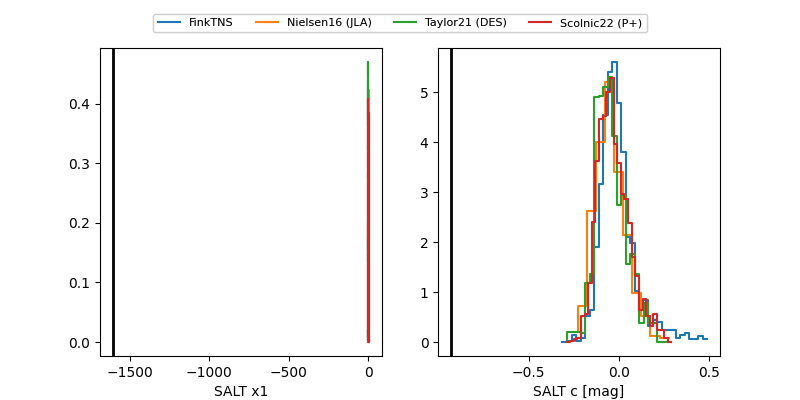 FinkTNS Nielsen16 (JLA) Taylor21 (DES) Scolnic22 (P+)
0.4
0.3
0.2
0.1
0.0
−1500 −1000 −500 0
SALT x1
5
4
3
2
1
0
−0.5 0.0 0.5
SALT c [mag]